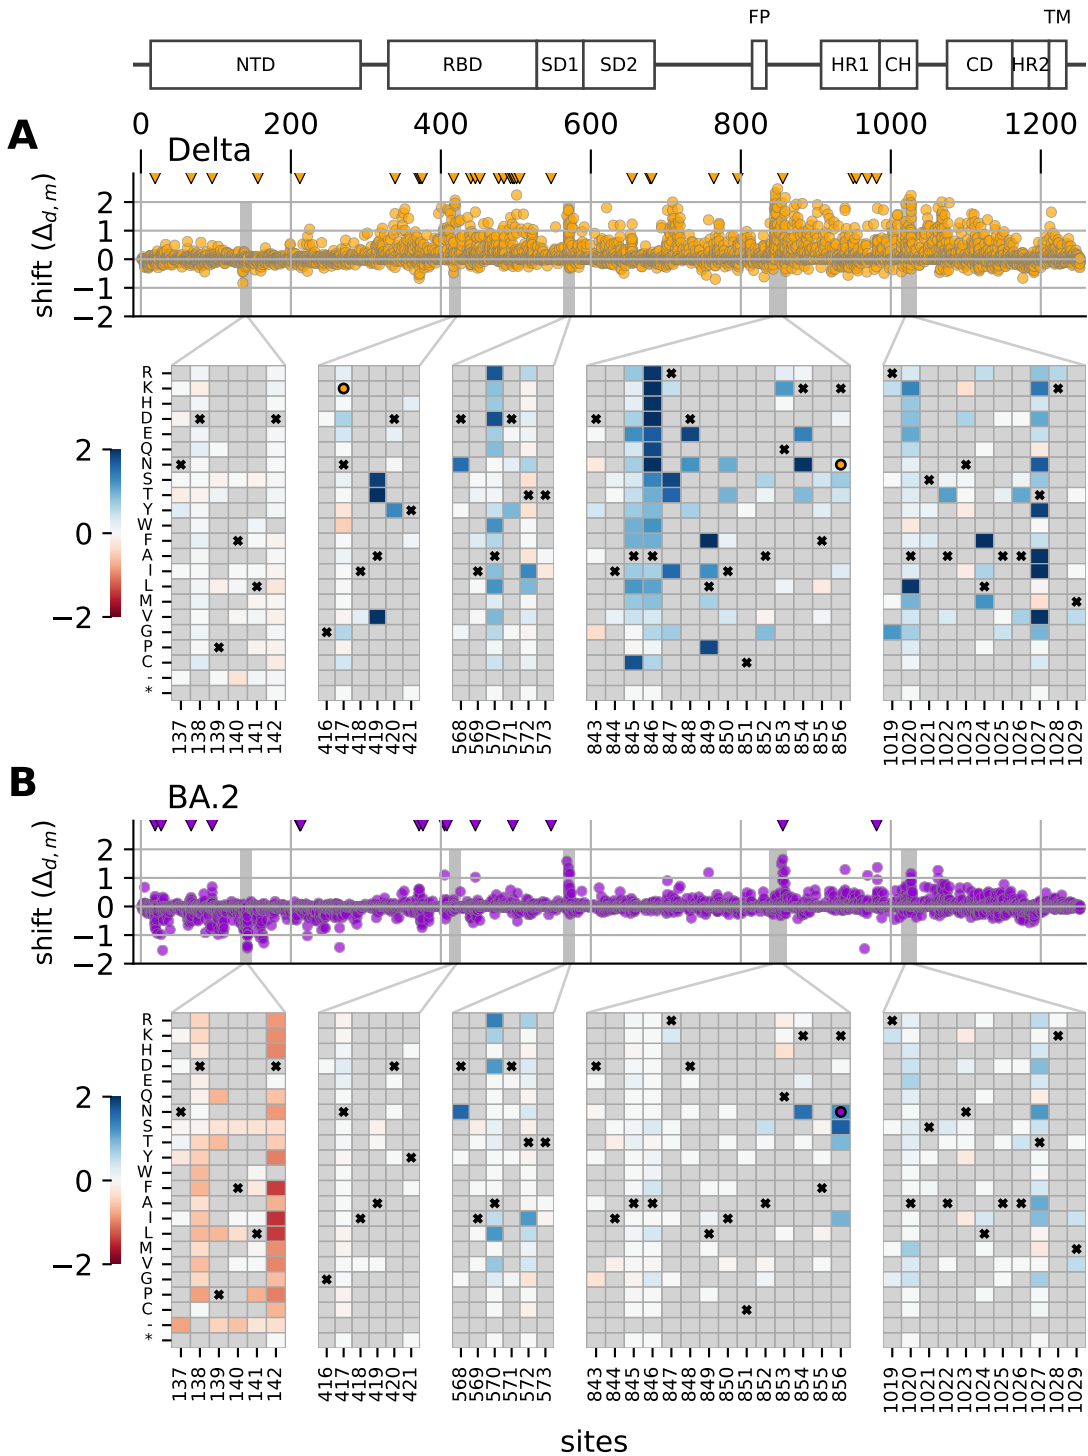 FP TM
NTD RBD SD1 SD2 HR1 CH CD HR2
A
0 200 400 600 800 1000 1200
Delta
shift (Δd,m)
2
1
0
−1
−2
R
K
H
D
E
Q
N
S
T
Y
W
F
A
I
L
M
V
G
P
C
-
*
2
0
−2
137 138 139 140 141 142 416 417 418 419 420 421 568 569 570 571 572 573 843 844 845 846 847 848 849 850 851 852 853 854 855 856 1019 1020 1021 1022 1023 1024 1025 1026 1027 1028 1029
B
BA.2
shift (Δd,m)
2
1
0
−1
−2
R
K
H
D
E
Q
N
S
T
Y
W
F
A
I
L
M
V
G
P
C
-
*
2
0
−2
137 138 139 140 141 142 416 417 418 419 420 421 568 569 570 571 572 573 843 844 845 846 847 848 849 850 851 852 853 854 855 856 1019 1020 1021 1022 1023 1024 1025 1026 1027 1028 1029
sites